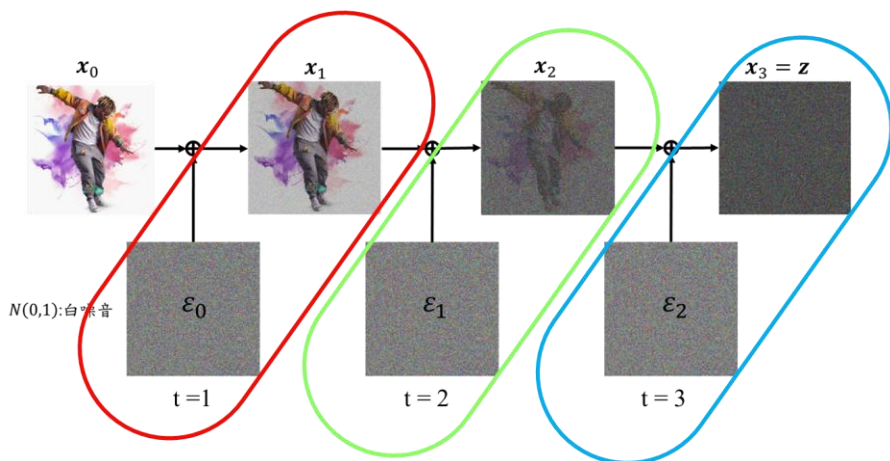 𝒙₀
𝒙₁
𝒙₂
𝒙₃ = 𝐳
N(0,1):白噪音
ε₀
ε₁
ε₂
t =1
t = 2
t = 3